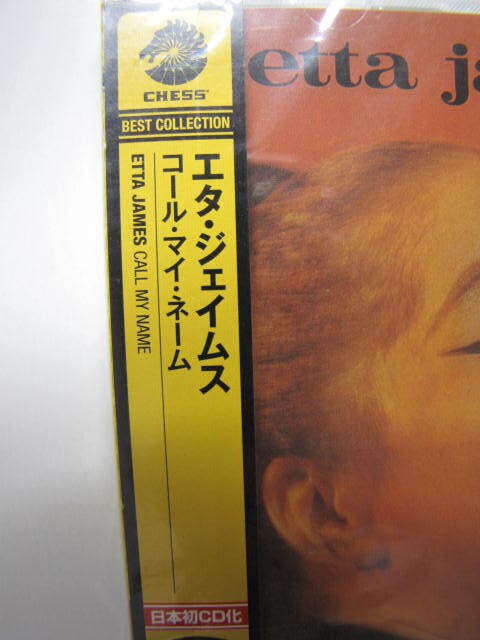 CHESS®
BEST COLLECTION
エタ・ジェイムス
コール・マイ・ネーム
ETTA JAMES CALL MY NAME
日本初CD化
etta ja